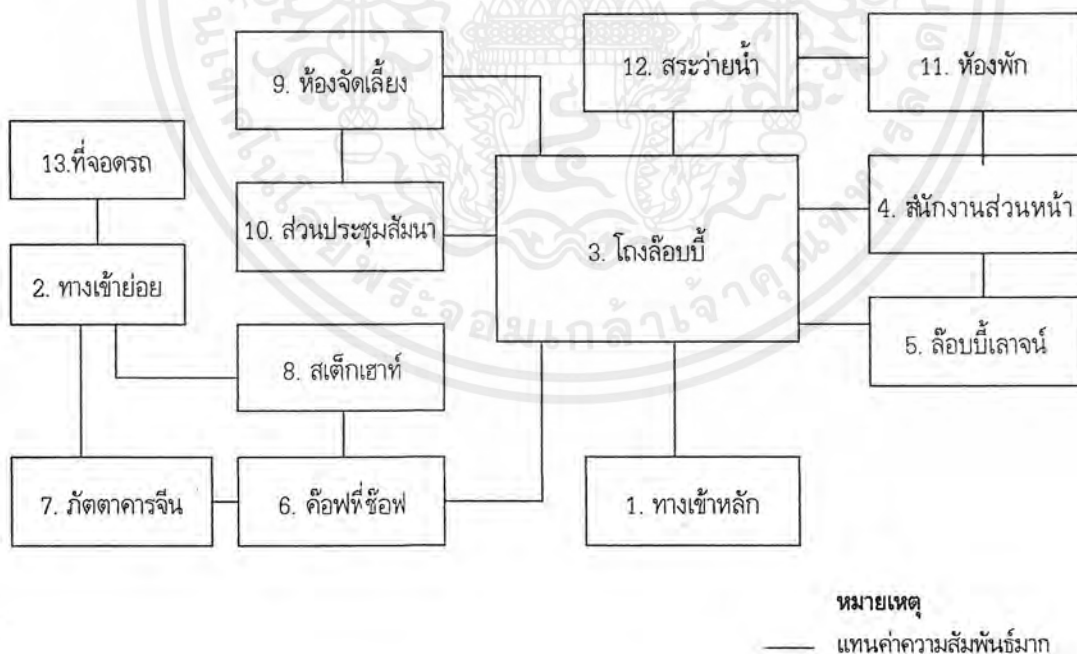 9. ห้องจัดเลี้ยง
12. สระว่ายน้ำ
11. ห้องพัก
13.ที่จอดรถ
10. ส่วนประชุมสัมนา
3. โถงล๊อบบี้
4. สำนักงานส่วนหน้า
2. ทางเข้าย่อย
8. สเต็กเฮาท์
5. ล๊อบบี้เลาจน์
7. ภัตตาคารจีน
6. ค๊อฟฟี่ช๊อฟ
1. ทางเข้าหลัก
หมายเหตุ
แทนค่าความสัมพันธ์มาก